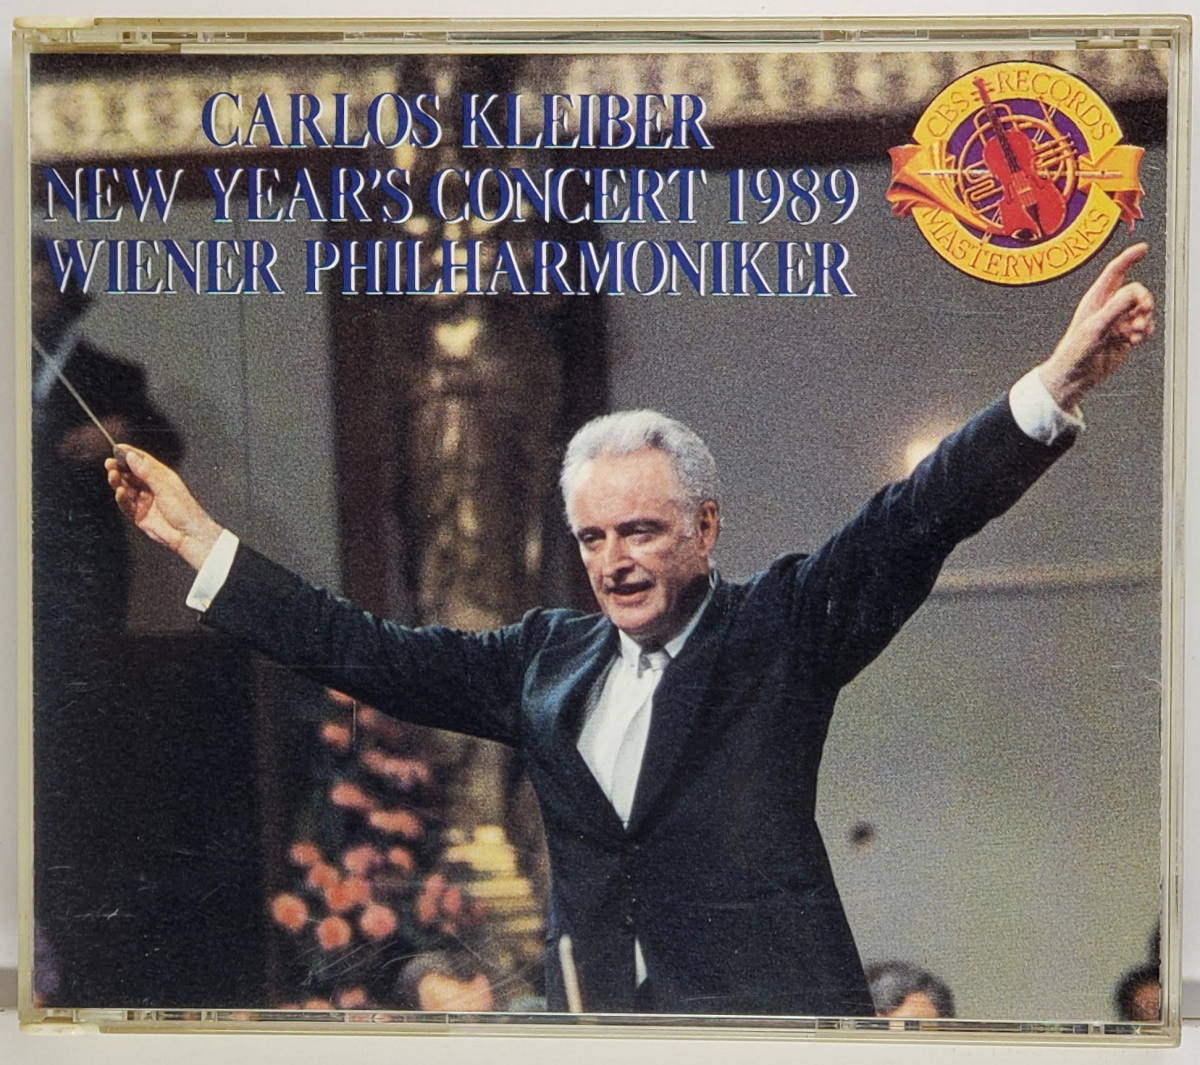 CARLOS KLEIBER
NEW YEAR'S CONCERT 1989
WIENER PHILHARMONIKER
CBS RECORDS
MASTERWORKS